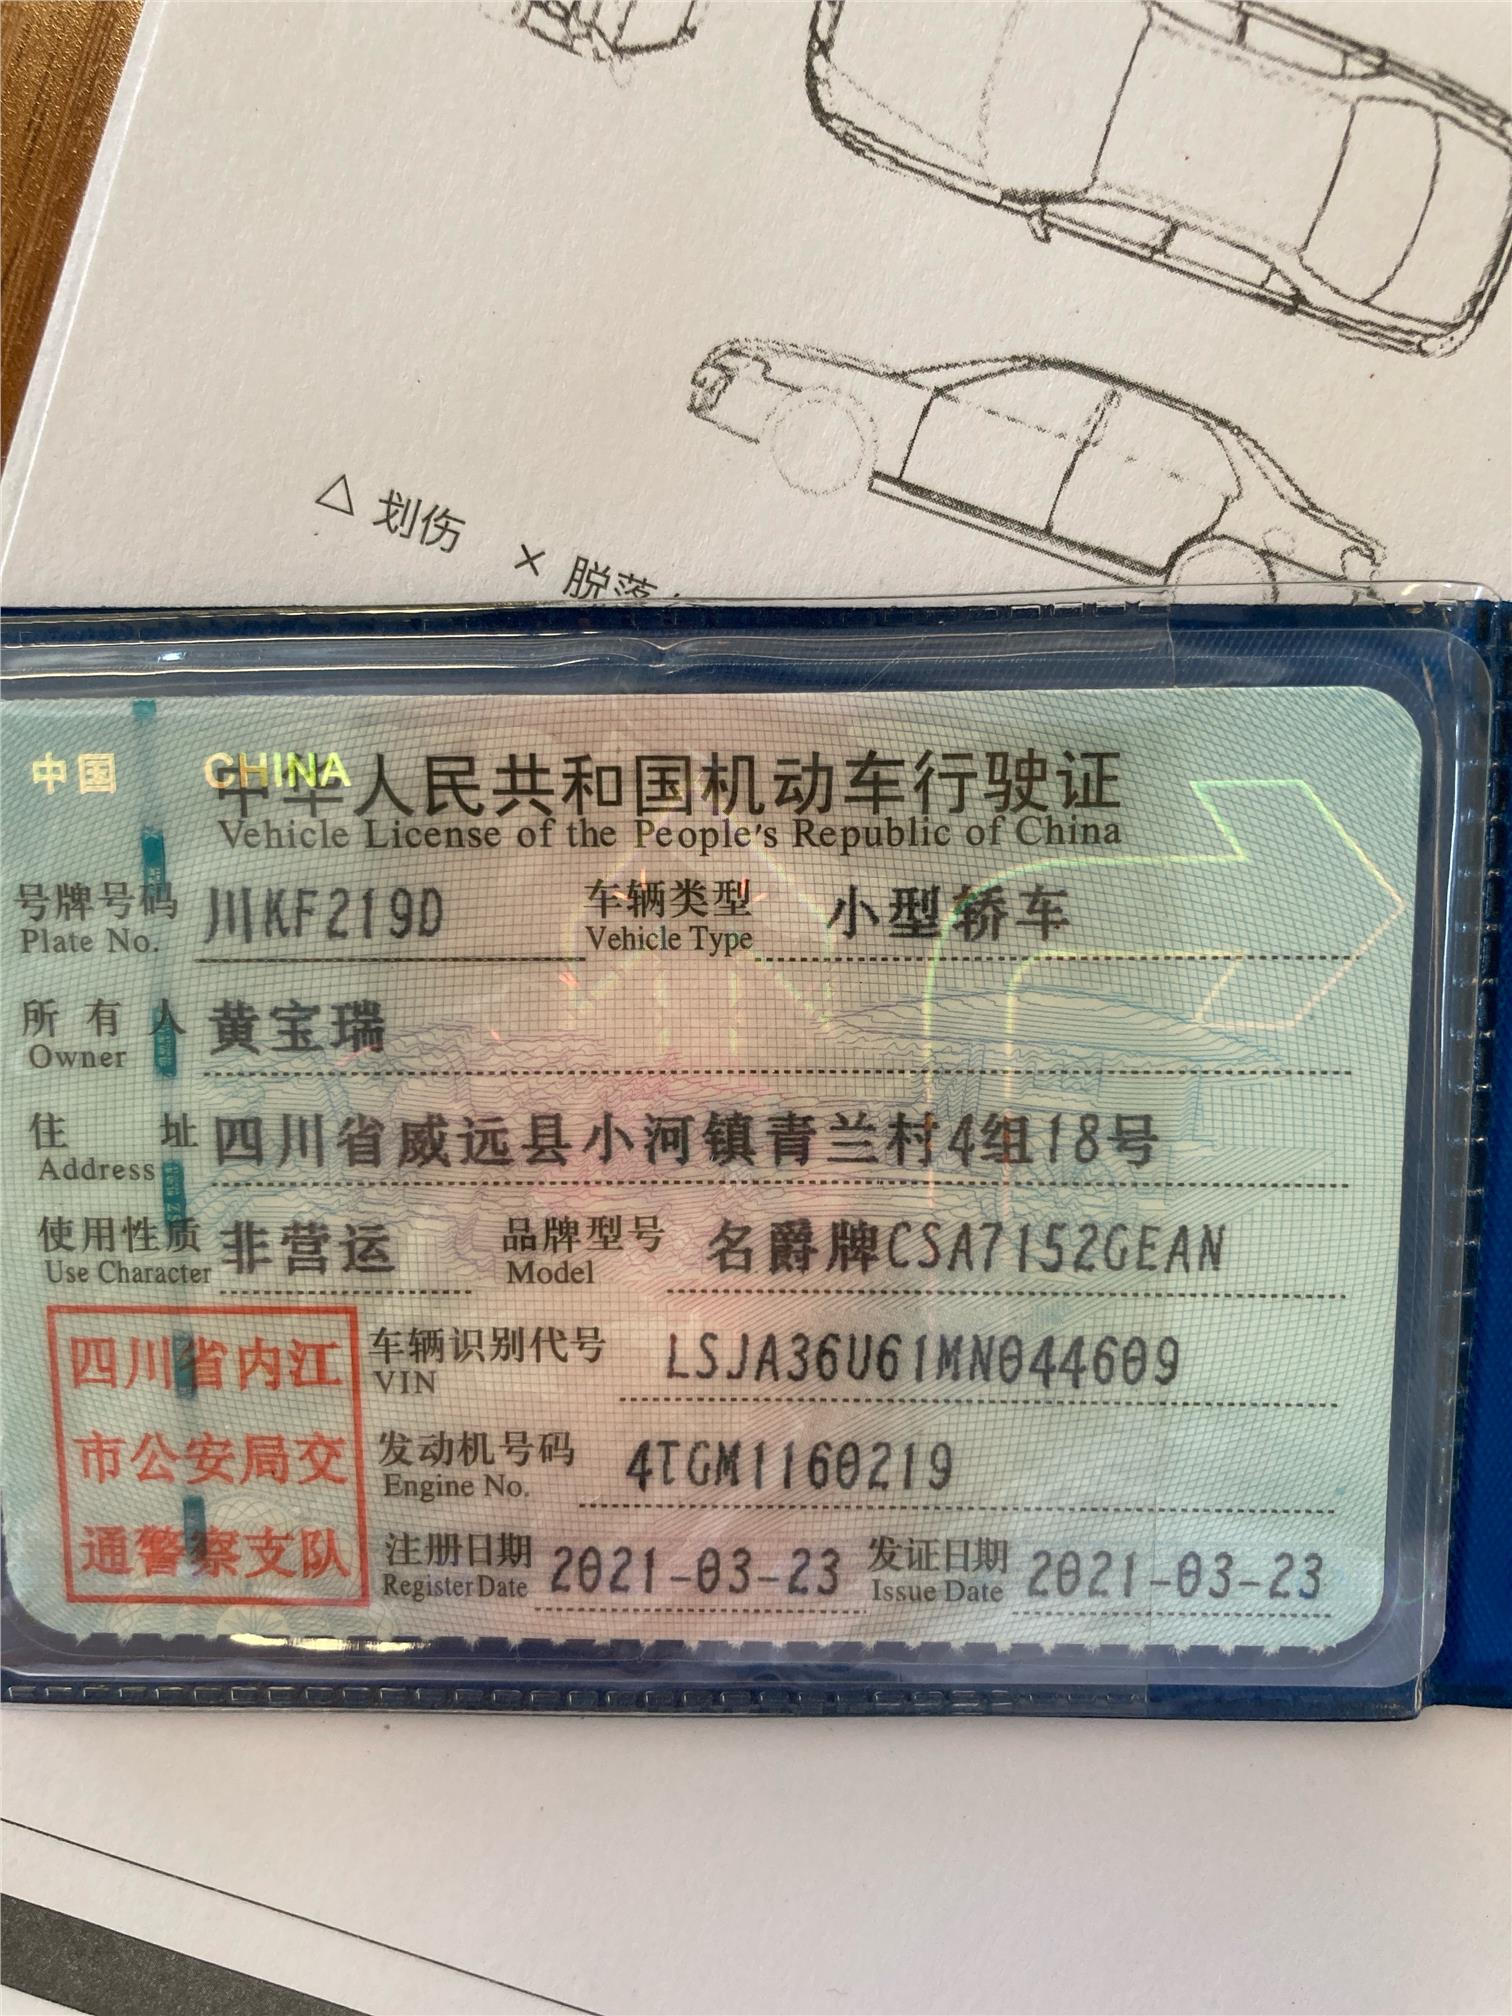 △ 划伤 × 脱落
中国 CHINA
中华人民共和国机动车行驶证
Vehicle License of the People's Republic of China
号牌号码 川KF219D 车辆类型 小型轿车
Plate No. Vehicle Type
所有人 黄宝瑞
Owner
住址 四川省威远县小河镇青兰村4组18号
Address
使用性质 非营运 品牌型号 名爵牌CSA7152GEAN
Use Character Model
四川省内江
市公安局交
通警察支队
车辆识别代号 LSJA36U61MN044609
VIN
发动机号码 4TGM1160219
Engine No.
注册日期 2021-03-23 发证日期 2021-03-23
Register Date Issue Date